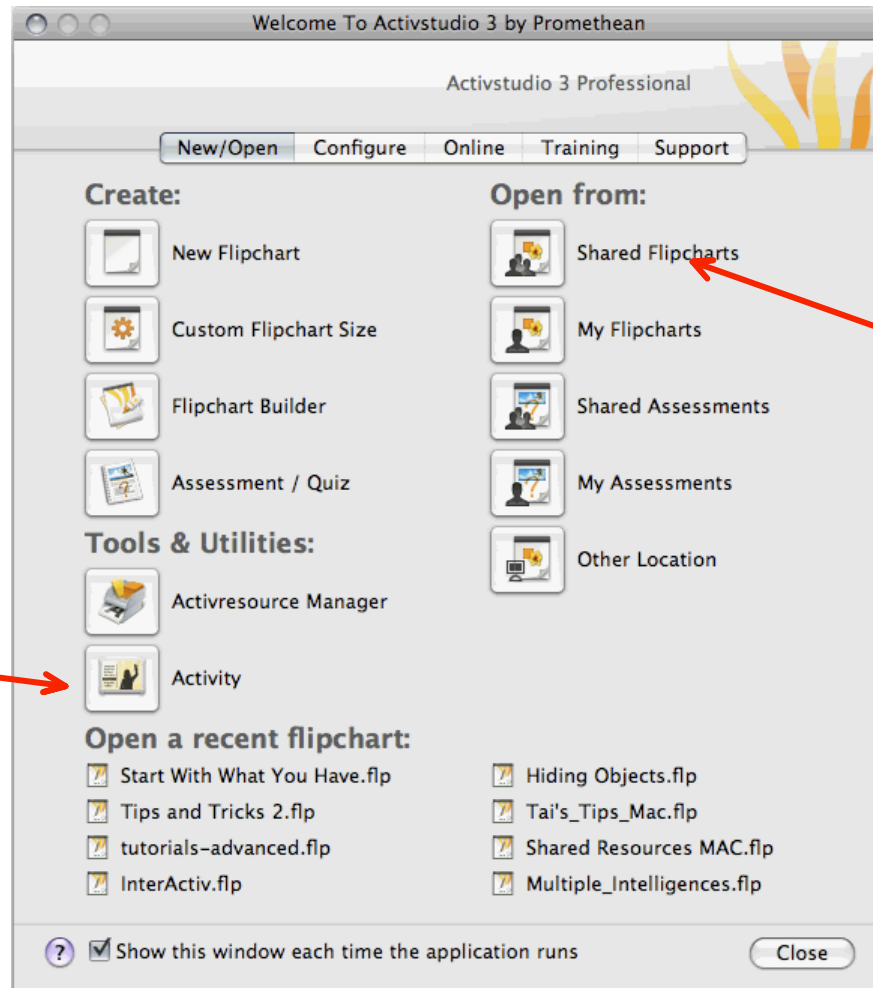 Welcome To Activstudio 3 by Promethean
Activstudio 3 Professional
New/Open Configure Online Training Support
Create:
New Flipchart
Custom Flipchart Size
Flipchart Builder
Assessment / Quiz
Tools & Utilities:
Activresource Manager
Activity
Open from:
Shared Flipcharts
My Flipcharts
Shared Assessments
My Assessments
Other Location
Open a recent flipchart:
Start With What You Have.flp
Tips and Tricks 2.flp
tutorials-advanced.flp
InterActiv.flp
Hiding Objects.flp
Tai's_Tips_Mac.flp
Shared Resources MAC.flp
Multiple_Intelligences.flp
? Show this window each time the application runs
Close